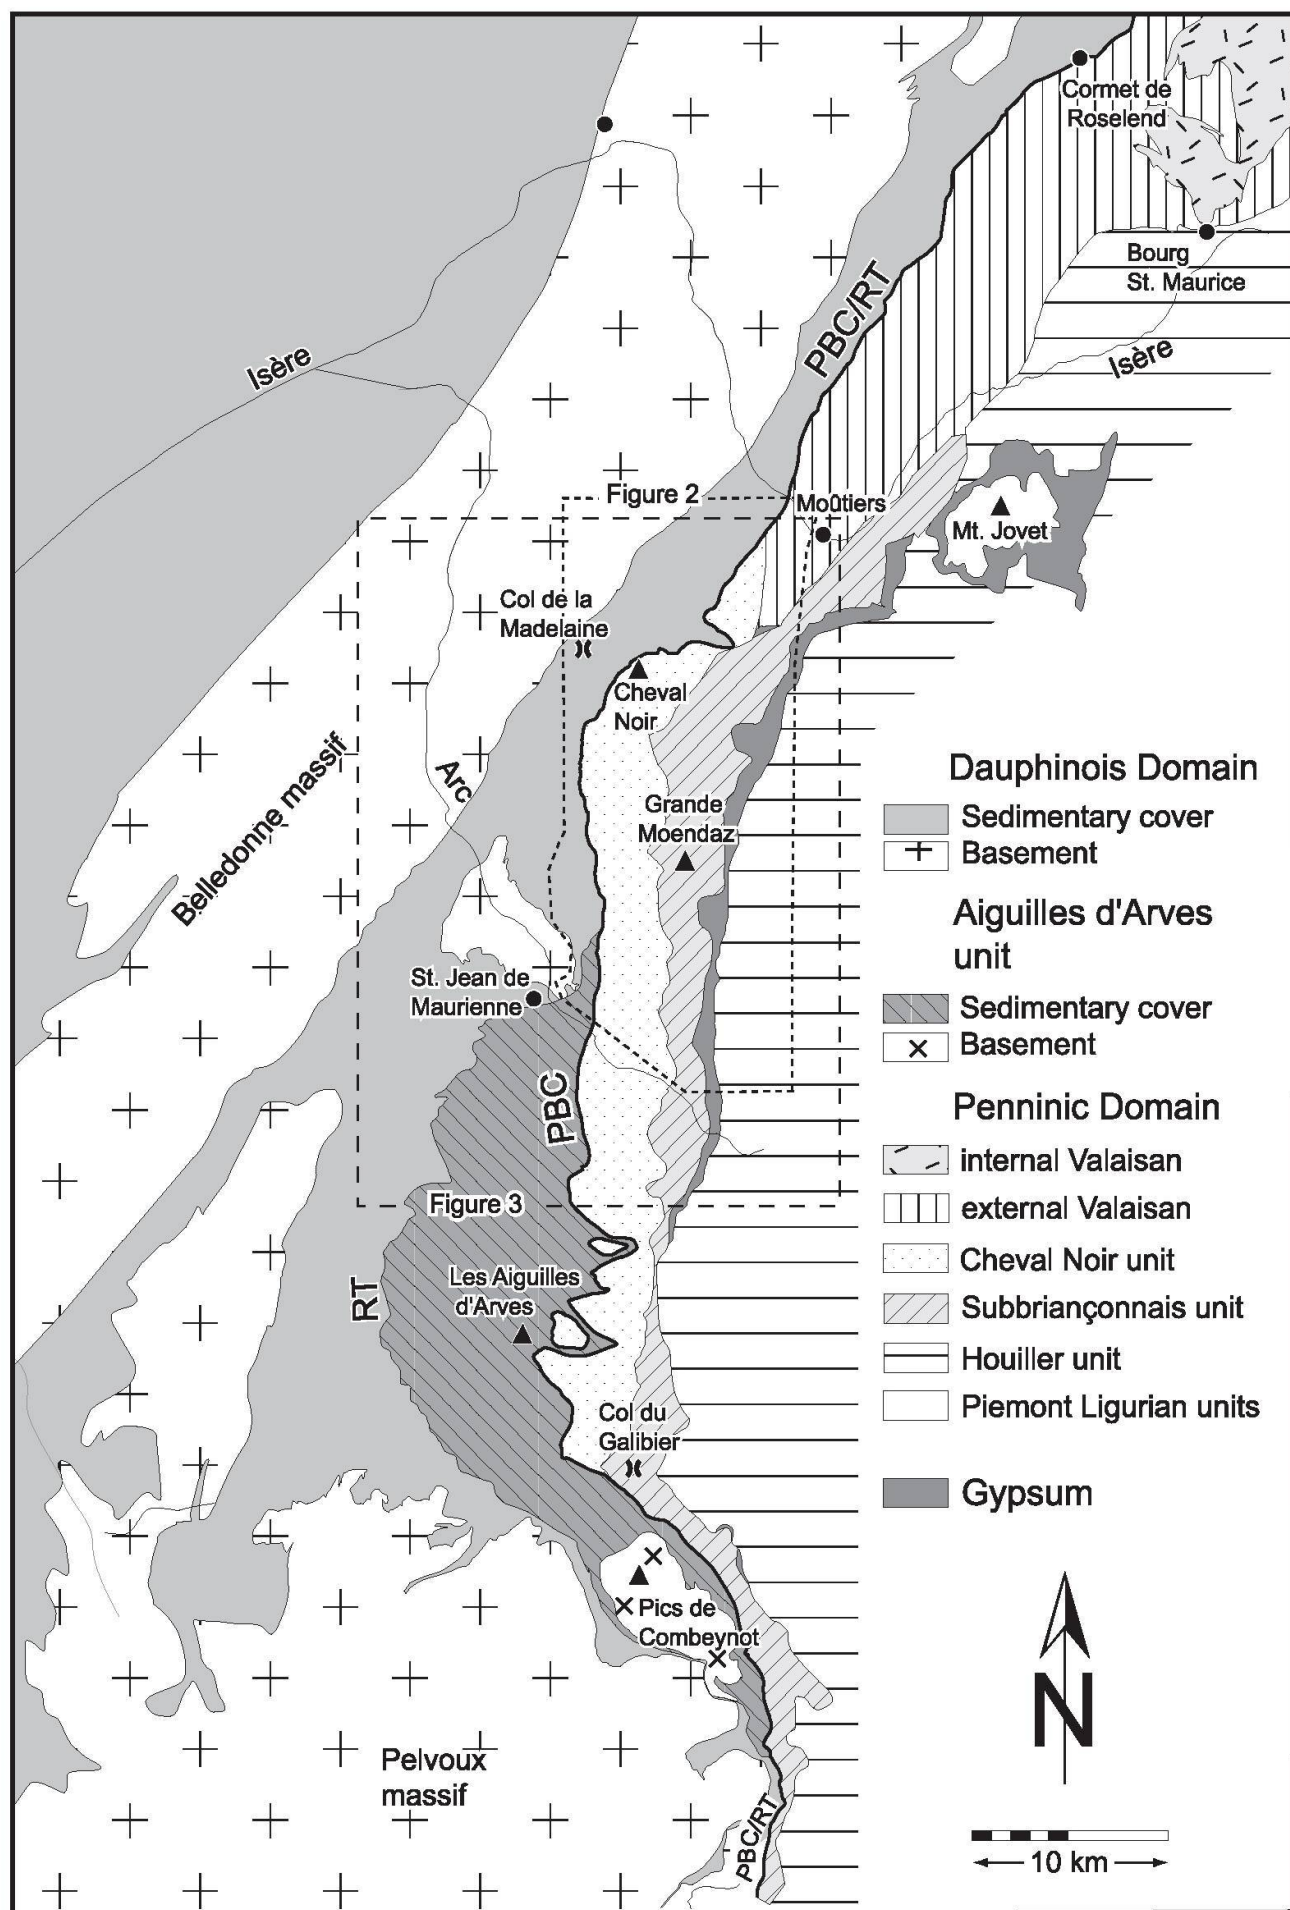 Cormet de
Roselend
Bourg
St. Maurice
PBC/RT
Isère
Isère
Figure 2
Moûtiers
Mt. Jovet
Col de la
Madelaine
Cheval
Noir
Belledonne massif
Arc
Grande
Moendaz
St. Jean de
Maurienne
PBC
Figure 3
RT
Les Aiguilles
d'Arves
Col du
Galibier
Pics de
Combeynot
Pelvoux
massif
PBC/RT
Dauphinois Domain
Sedimentary cover
Basement
Aiguilles d'Arves
unit
Sedimentary cover
Basement
Penninic Domain
internal Valaisan
external Valaisan
Cheval Noir unit
Subbriançonnais unit
Houiller unit
Piemont Ligurian units
Gypsum
N
10 km